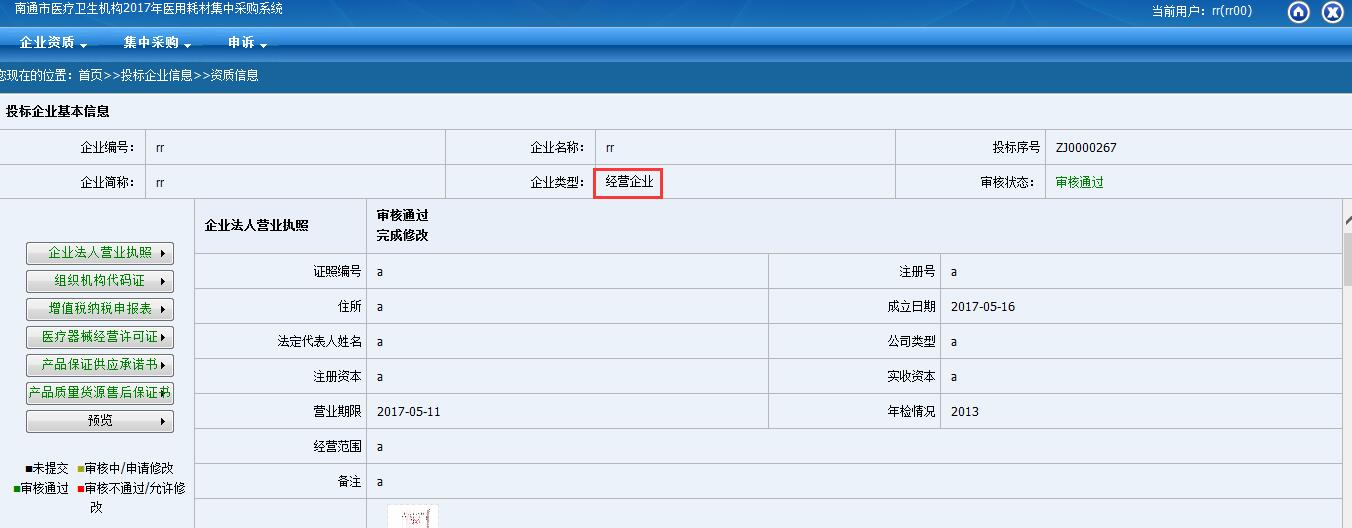 南通市医疗卫生机构2017年医用耗材集中采购系统
当前用户：rr(rr00)
企业资质 集中采购 申诉
您现在的位置：首页>>投标企业信息>>资质信息
投标企业基本信息
企业编号： rr 企业名称： rr 投标序号 ZJ0000267
企业简称： rr 企业类型： 经营企业 审核状态： 审核通过
企业法人营业执照
组织机构代码证
增值税纳税申报表
医疗器械经营许可证
产品保证供应承诺书
产品质量货源售后保证书
预览
■未提交 ■审核中/申请修改
■审核通过 ■审核不通过/允许修
改
企业法人营业执照 审核通过
完成修改
证照编号 a 注册号 a
住所 a 成立日期 2017-05-16
法定代表人姓名 a 公司类型 a
注册资本 a 实收资本 a
营业期限 2017-05-11 年检情况 2013
经营范围 a
备注 a